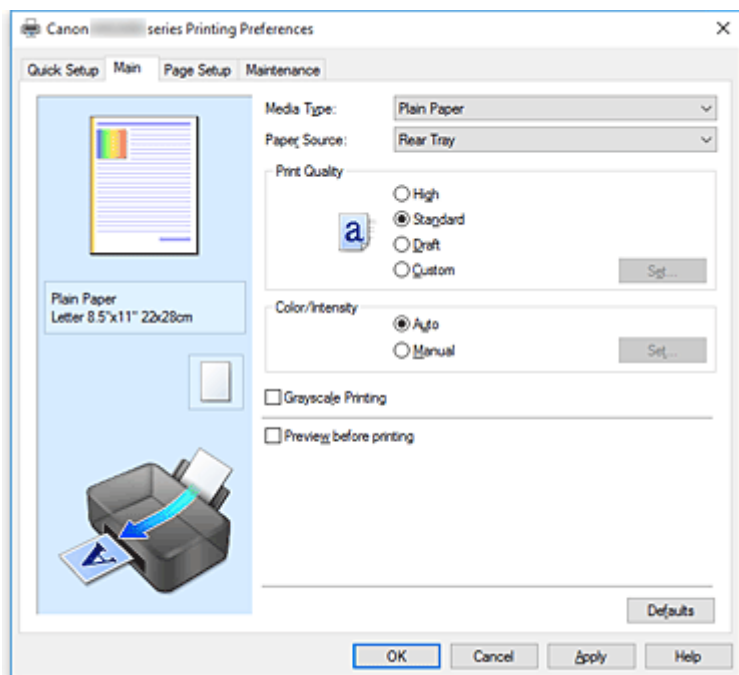 Canon series Printing Preferences
Quick Setup Main Page Setup Maintenance
Media Type: Plain Paper
Paper Source: Rear Tray
Print Quality
High
a Standard
Draft
Custom Set...
Plain Paper
Letter 8.5"x11" 22x28cm
Color/Intensity
Auto
Manual Set...
Grayscale Printing
Preview before printing
A
Defaults
OK Cancel Apply Help